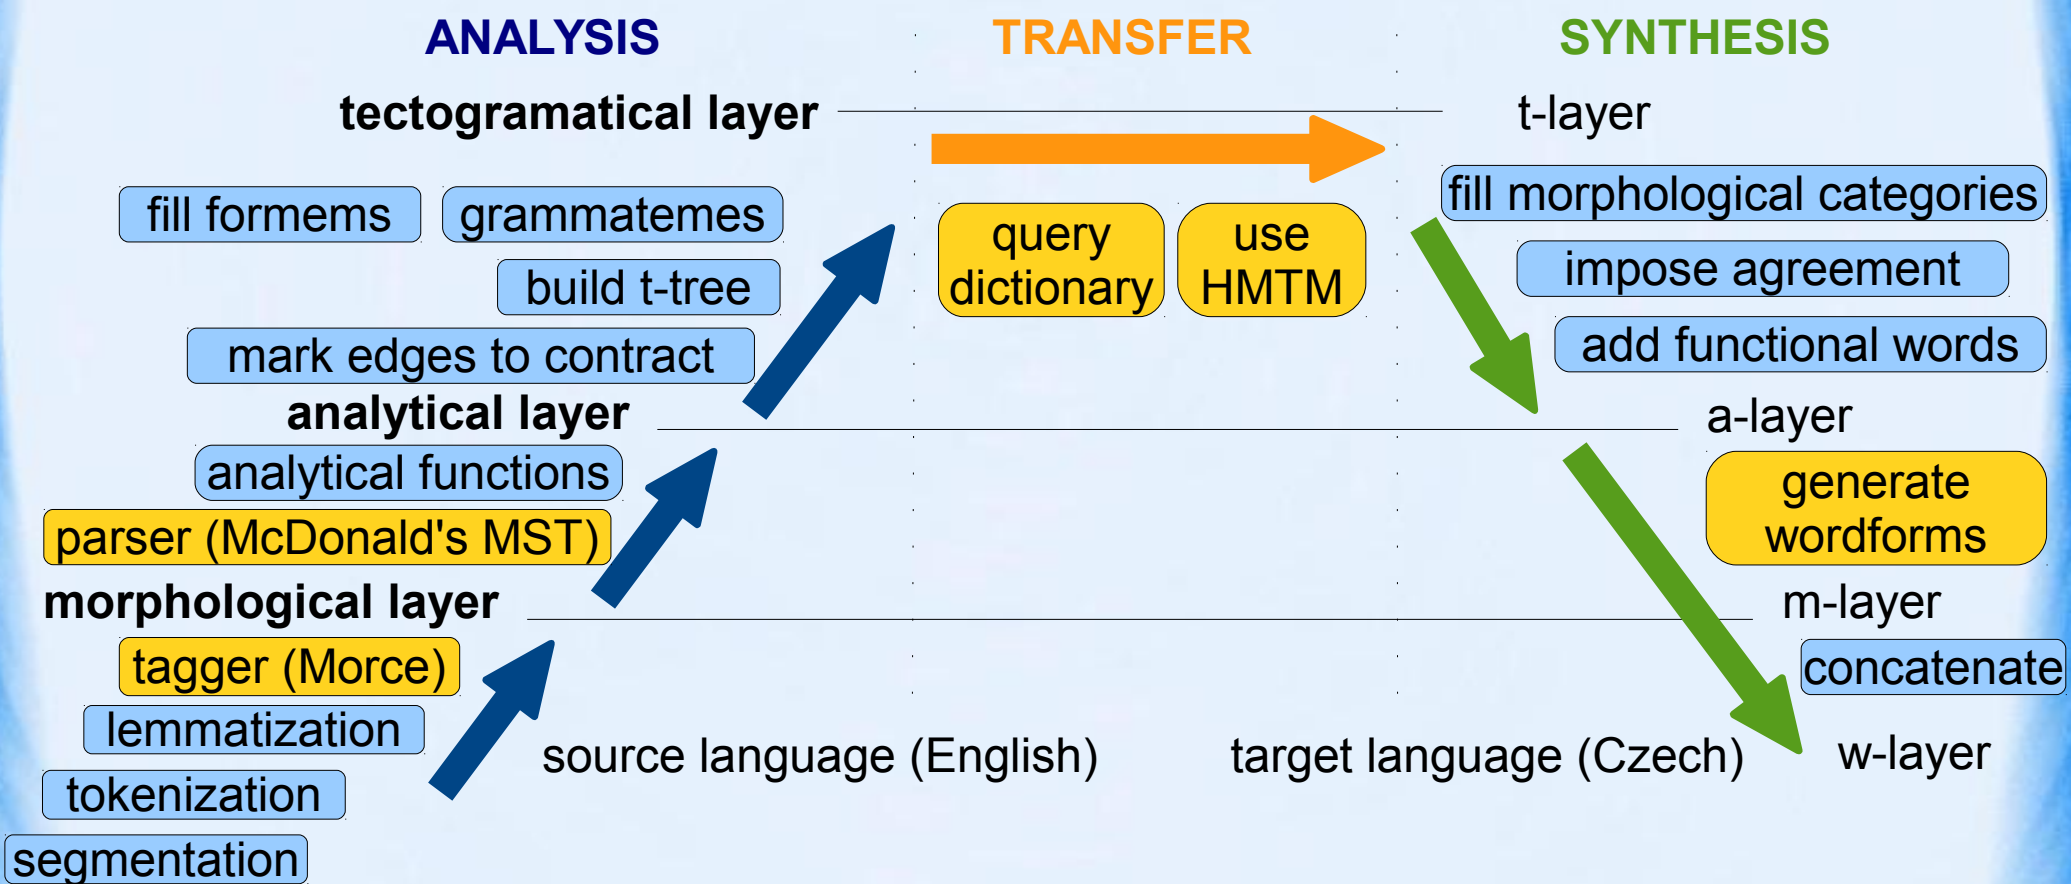 ANALYSIS
TRANSFER
SYNTHESIS
tectogramatical layer
t-layer
fill formems
grammatemes
build t-tree
mark edges to contract
query
dictionary
use
HMTM
fill morphological categories
impose agreement
add functional words
analytical layer
a-layer
analytical functions
parser (McDonald's MST)
generate
wordforms
morphological layer
m-layer
tagger (Morce)
lemmatization
tokenization
segmentation
concatenate
source language (English)
target language (Czech)
w-layer